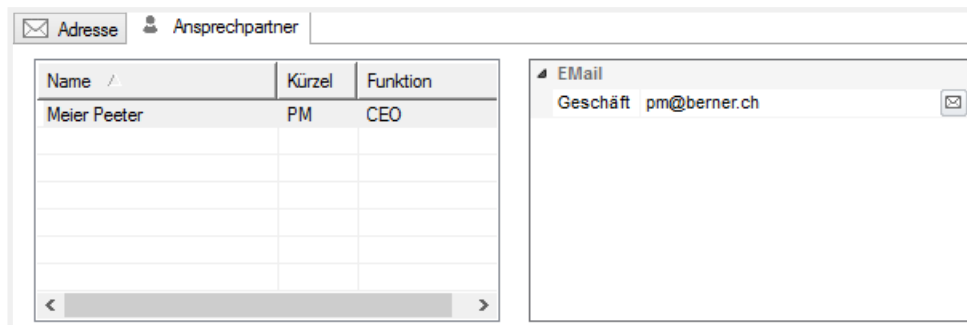 Adresse Ansprechpartner
Name Kürzel Funktion
Meier Peeter PM CEO
EMail
Geschäft pm@berner.ch